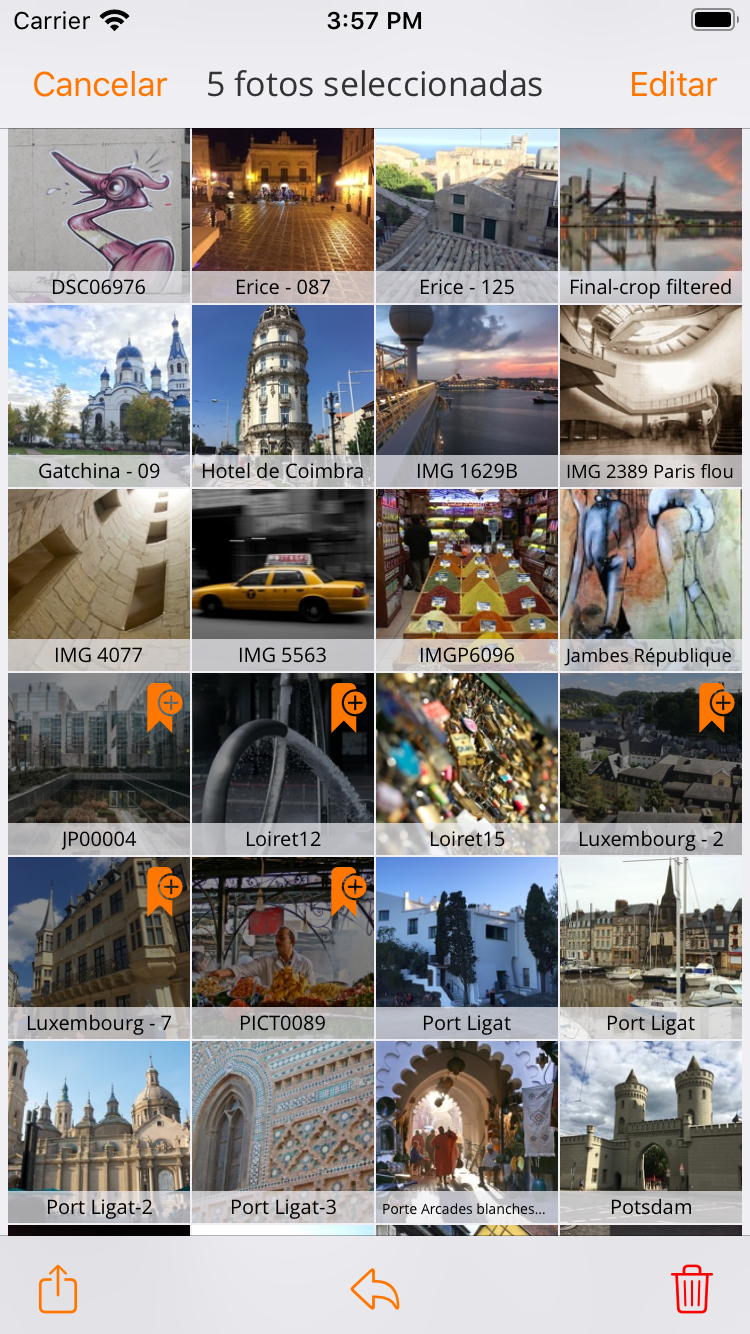 Carrier 3:57 PM
Cancelar 5 fotos seleccionadas Editar
DSC06976 Erice - 087 Erice - 125 Final-crop filtered
Gatchina - 09 Hotel de Coimbra IMG 1629B IMG 2389 Paris flou
IMG 4077 IMG 5563 IMGP6096 Jambes République
JP00004 Loiret12 Loiret15 Luxembourg - 2
Luxembourg - 7 PICT0089 Port Ligat Port Ligat
Port Ligat-2 Port Ligat-3 Porte Arcades blanches... Potsdam